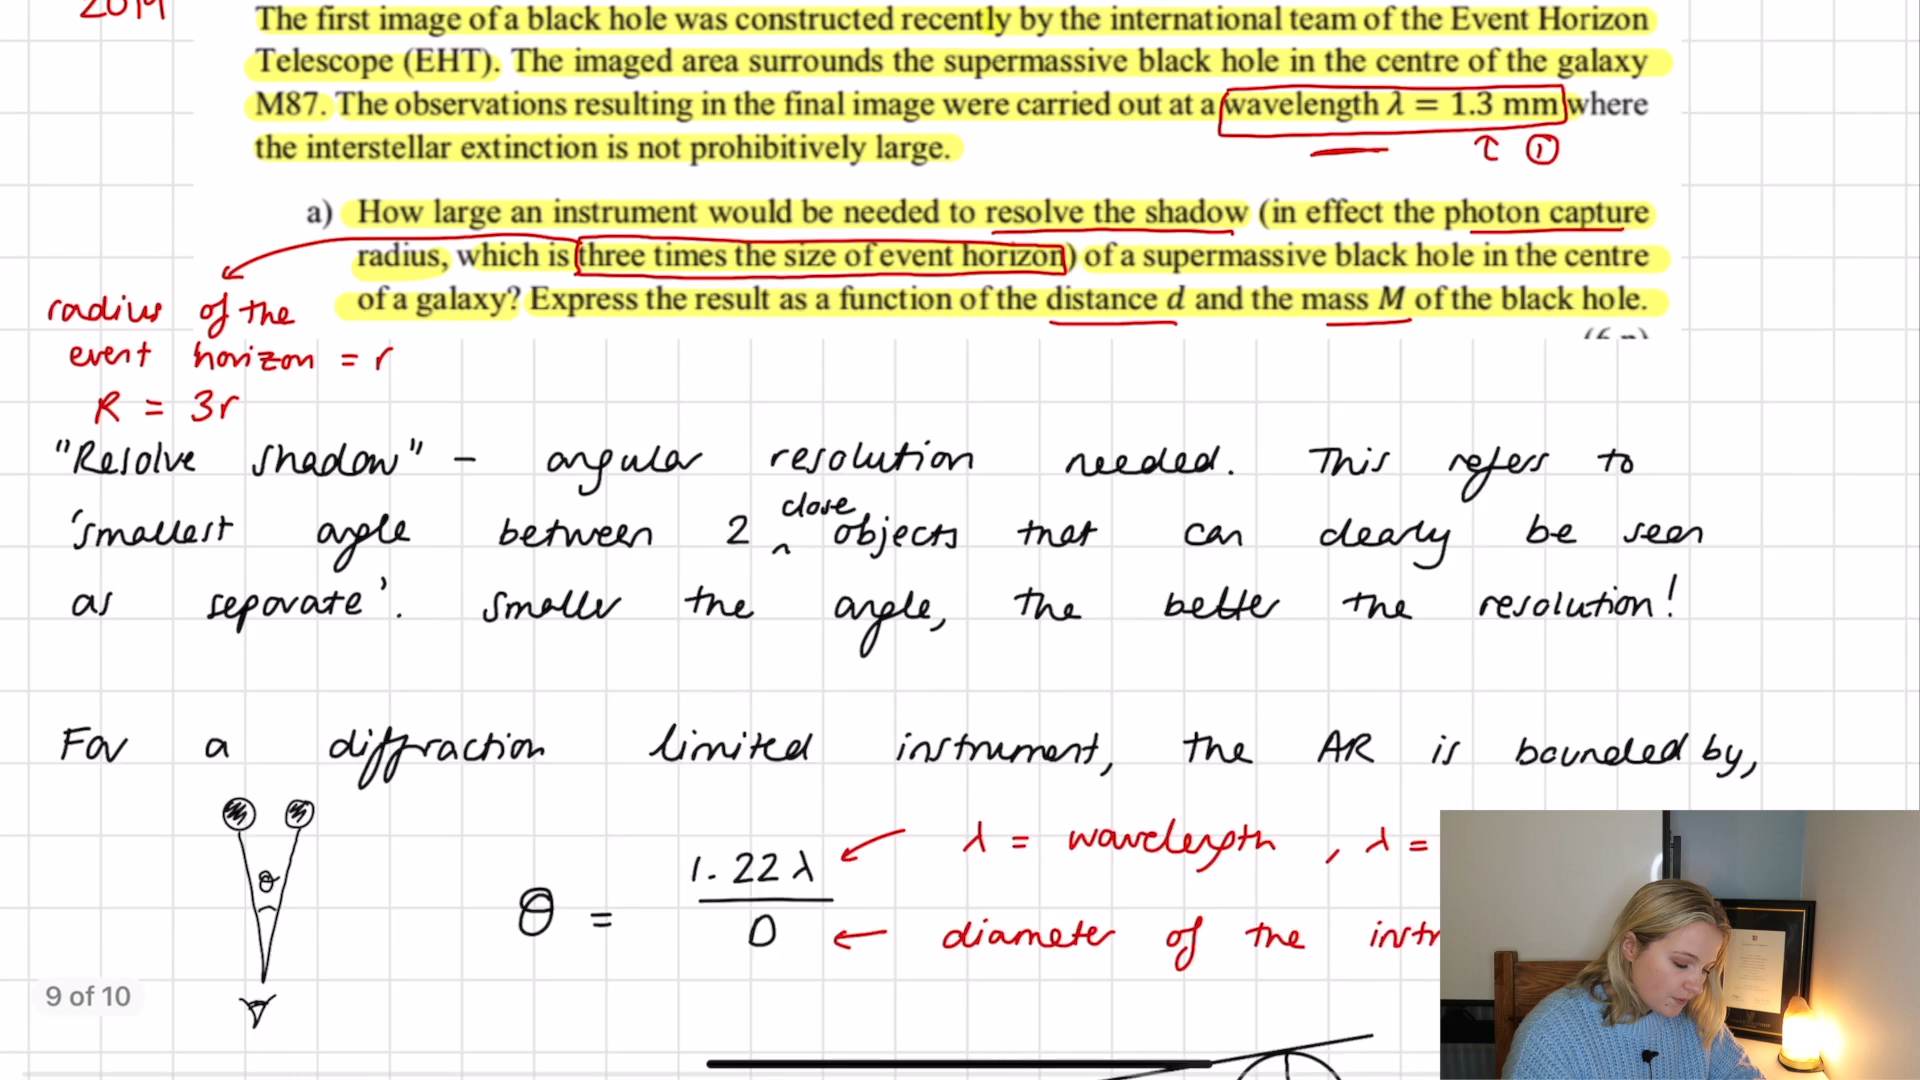 2019
The first image of a black hole was constructed recently by the international team of the Event Horizon
Telescope (EHT). The imaged area surrounds the supermassive black hole in the centre of the galaxy
M87. The observations resulting in the final image were carried out at a wavelength λ = 1.3 mm where
the interstellar extinction is not prohibitively large.
↑ ①
a) How large an instrument would be needed to resolve the shadow (in effect the photon capture
radius, which is three times the size of event horizon) of a supermassive black hole in the centre
of a galaxy? Express the result as a function of the distance d and the mass M of the black hole.
radius of the
event horizon = r
R = 3r
"Resolve shadow" - angular resolution needed. This refers to
'smallest angle between 2 ^ close objects that can clearly be seen
as separate'. Smaller the angle, the better the resolution!
For a diffraction limited instrument, the AR is bounded by,
θ
θ = 1.22λ / D
← λ = wavelength, λ =
← diameter of the instr
9 of 10